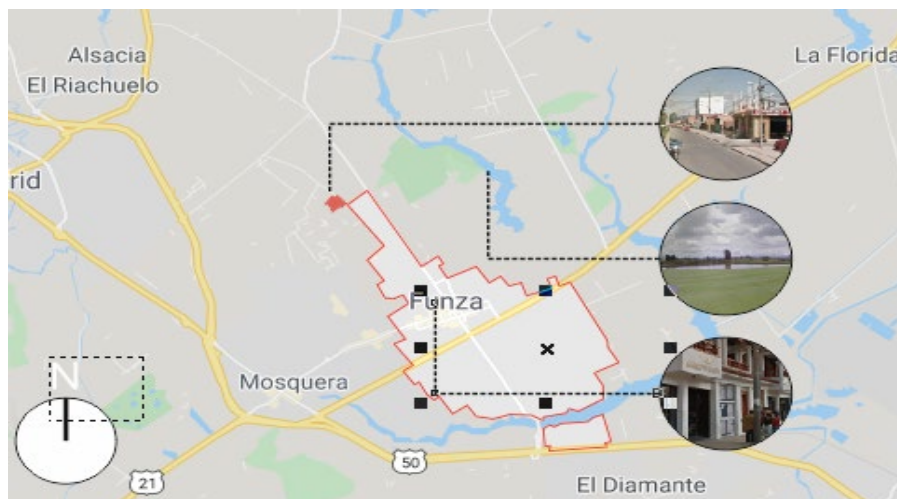 Alsacia
El Riachuelo
La Florida
rid
Funza
Mosquera
N
50
21
El Diamante